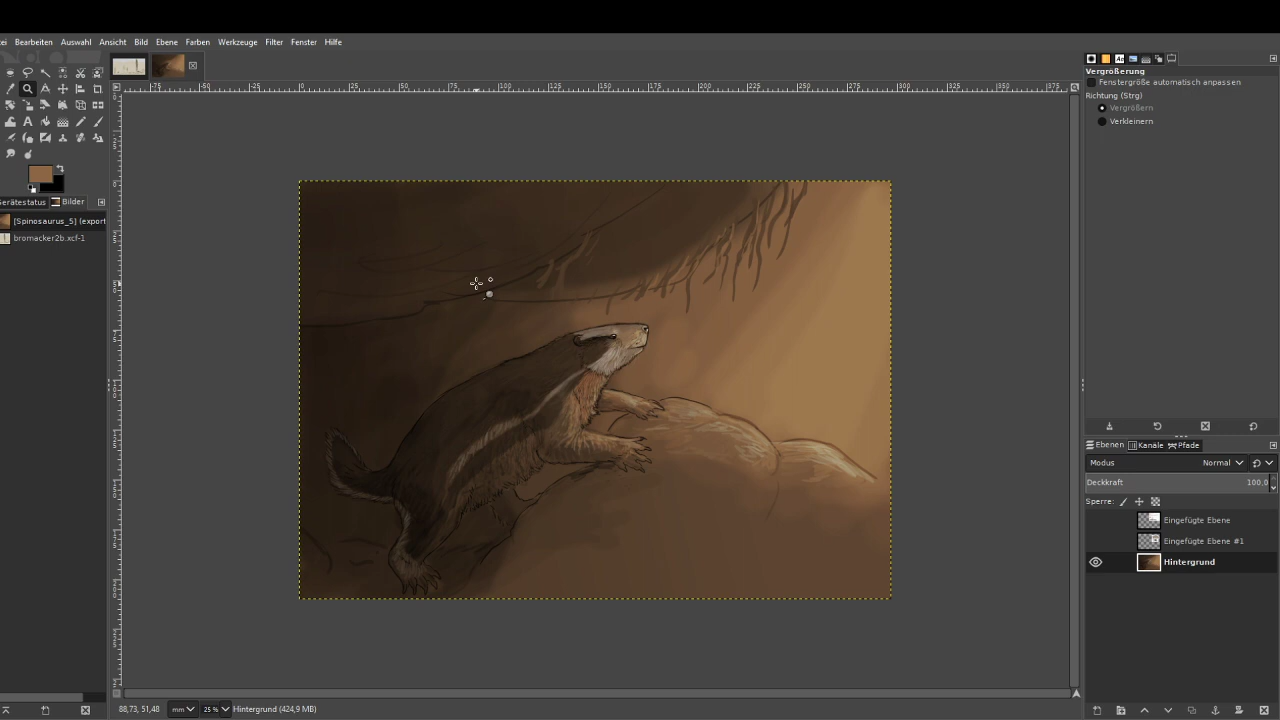 ei Bearbeiten Auswahl Ansicht Bild Ebene Farben Werkzeuge Filter Fenster Hilfe
Vergrößerung
Fenstergröße automatisch anpassen
Richtung (Strg)
Vergrößern
Verkleinern
Gerätestatus Bilder
[Spinosaurus_5] (export
bromacker2b.xcf-1
Ebenen Kanäle Pfade
Modus Normal
Deckkraft 100,0
Sperre:
Eingefügte Ebene
Eingefügte Ebene #1
Hintergrund
88,73, 51,48 mm 25 % Hintergrund (424,9 MB)